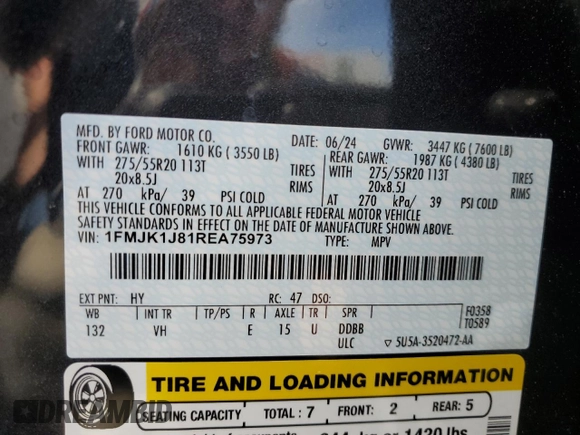 MFD. BY FORD MOTOR CO. DATE: 06/24 GVWR: 3447 KG (7600 LB)
FRONT GAWR: 1610 KG (3550 LB) REAR GAWR: 1987 KG (4380 LB)
WITH 275/55R20 113T TIRES WITH 275/55R20 113T TIRES
20x8.5J RIMS 20x8.5J RIMS
AT 270 kPa/ 39 PSI COLD AT 270 kPa/ 39 PSI COLD
THIS VEHICLE CONFORMS TO ALL APPLICABLE FEDERAL MOTOR VEHICLE
SAFETY STANDARDS IN EFFECT ON THE DATE OF MANUFACTURE SHOWN ABOVE.
VIN: 1FMJK1J81REA75973 TYPE: MPV
EXT PNT: HY RC: 47 DSO:
WB INT TR TP/PS R AXLE TR SPR F0358
132 VH E 15 U DDBB T0589
ULC ▽ 5U5A-3520472-AA
TIRE AND LOADING INFORMATION
SEATING CAPACITY TOTAL: 7 FRONT: 2 REAR: 5
DREAMBID